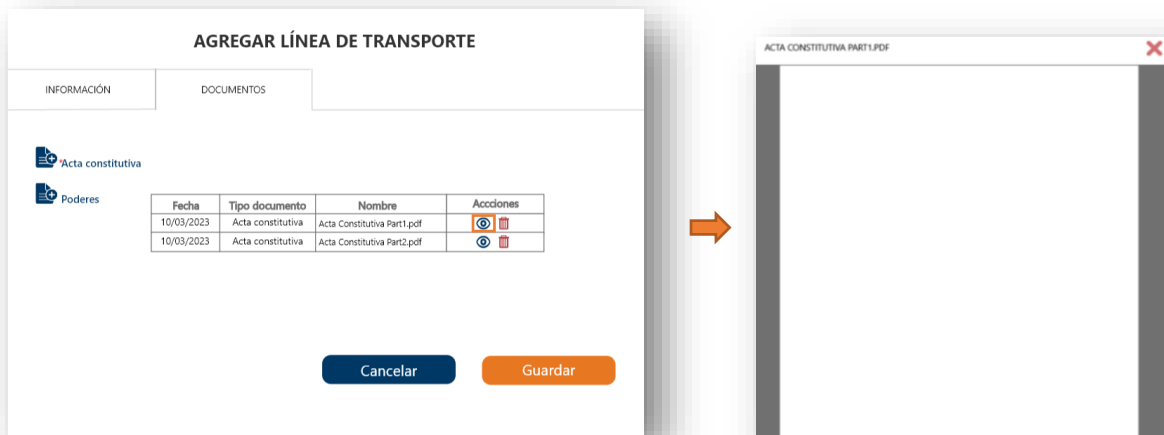 AGREGAR LÍNEA DE TRANSPORTE
INFORMACIÓN DOCUMENTOS
*Acta constitutiva
Poderes
Fecha Tipo documento Nombre Accciones
10/03/2023 Acta constitutiva Acta Constitutiva Part1.pdf
10/03/2023 Acta constitutiva Acta Constitutiva Part2.pdf
Cancelar Guardar
ACTA CONSTITUTIVA PART1.PDF